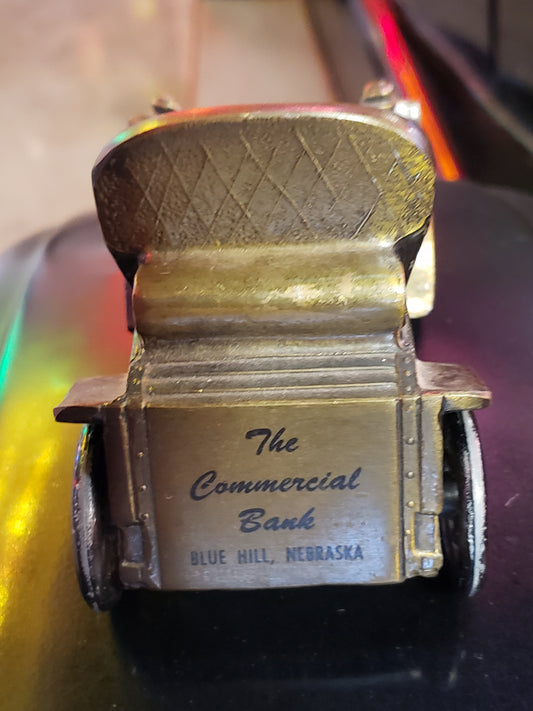 The
Commercial
Bank
BLUE HILL, NEBRASKA